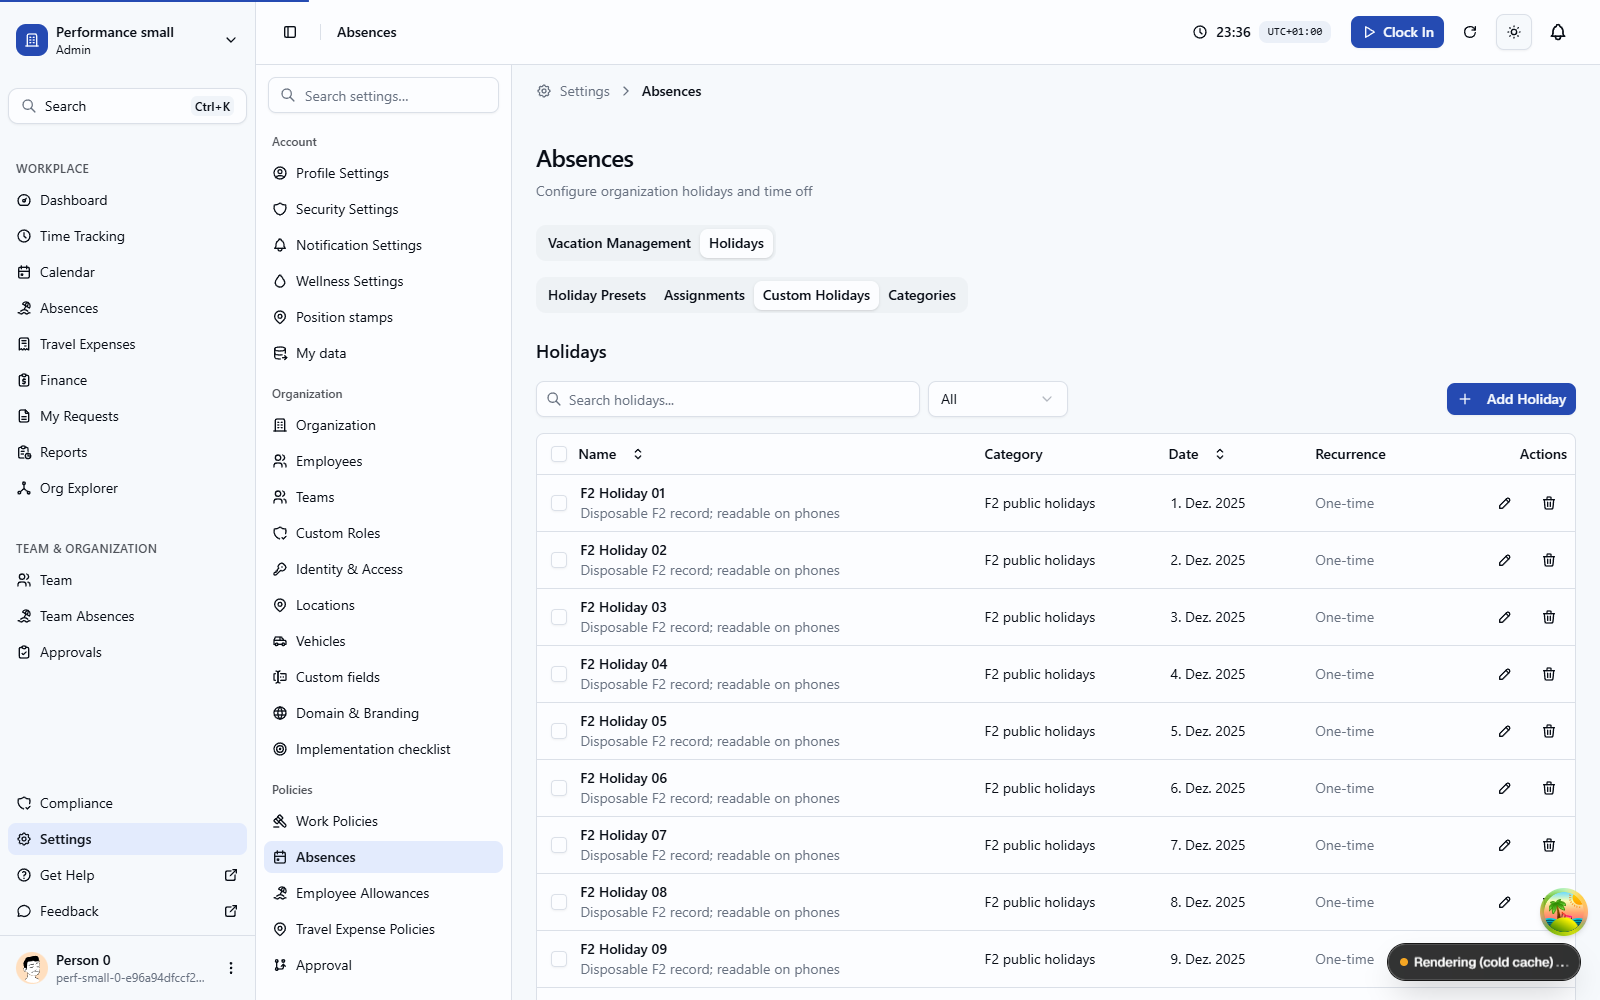 Performance small
Admin
Search
Ctrl+K
WORKPLACE
Dashboard
Time Tracking
Calendar
Absences
Travel Expenses
Finance
My Requests
Reports
Org Explorer
TEAM & ORGANIZATION
Team
Team Absences
Approvals
Compliance
Settings
Get Help
Feedback
Person 0
perf-small-0-e96a94dfccf2...
Absences
23:36
UTC+01:00
Clock In
Search settings...
Account
Profile Settings
Security Settings
Notification Settings
Wellness Settings
Position stamps
My data
Organization
Organization
Employees
Teams
Custom Roles
Identity & Access
Locations
Vehicles
Custom fields
Domain & Branding
Implementation checklist
Policies
Work Policies
Absences
Employee Allowances
Travel Expense Policies
Approval
Settings
Absences
Absences
Configure organization holidays and time off
Vacation Management
Holidays
Holiday Presets
Assignments
Custom Holidays
Categories
Holidays
Search holidays...
All
Add Holiday
Name
Category
Date
Recurrence
Actions
F2 Holiday 01
Disposable F2 record; readable on phones
F2 public holidays
1. Dez. 2025
One-time
F2 Holiday 02
Disposable F2 record; readable on phones
F2 public holidays
2. Dez. 2025
One-time
F2 Holiday 03
Disposable F2 record; readable on phones
F2 public holidays
3. Dez. 2025
One-time
F2 Holiday 04
Disposable F2 record; readable on phones
F2 public holidays
4. Dez. 2025
One-time
F2 Holiday 05
Disposable F2 record; readable on phones
F2 public holidays
5. Dez. 2025
One-time
F2 Holiday 06
Disposable F2 record; readable on phones
F2 public holidays
6. Dez. 2025
One-time
F2 Holiday 07
Disposable F2 record; readable on phones
F2 public holidays
7. Dez. 2025
One-time
F2 Holiday 08
Disposable F2 record; readable on phones
F2 public holidays
8. Dez. 2025
One-time
F2 Holiday 09
Disposable F2 record; readable on phones
F2 public holidays
9. Dez. 2025
One-time
Rendering (cold cache) ...